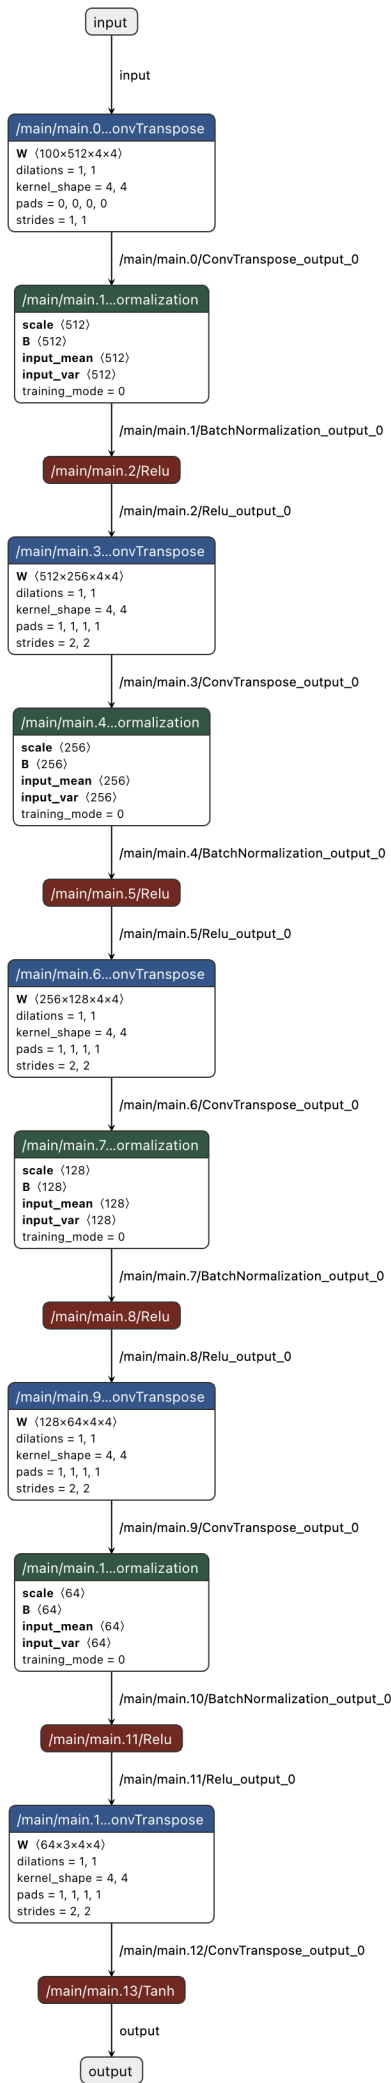 input
input
/main/main.0...onvTranspose
W 〈100×512×4×4〉
dilations = 1, 1
kernel_shape = 4, 4
pads = 0, 0, 0, 0
strides = 1, 1
/main/main.0/ConvTranspose_output_0
/main/main.1...ormalization
scale 〈512〉
B 〈512〉
input_mean 〈512〉
input_var 〈512〉
training_mode = 0
/main/main.1/BatchNormalization_output_0
/main/main.2/Relu
/main/main.2/Relu_output_0
/main/main.3...onvTranspose
W 〈512×256×4×4〉
dilations = 1, 1
kernel_shape = 4, 4
pads = 1, 1, 1, 1
strides = 2, 2
/main/main.3/ConvTranspose_output_0
/main/main.4...ormalization
scale 〈256〉
B 〈256〉
input_mean 〈256〉
input_var 〈256〉
training_mode = 0
/main/main.4/BatchNormalization_output_0
/main/main.5/Relu
/main/main.5/Relu_output_0
/main/main.6...onvTranspose
W 〈256×128×4×4〉
dilations = 1, 1
kernel_shape = 4, 4
pads = 1, 1, 1, 1
strides = 2, 2
/main/main.6/ConvTranspose_output_0
/main/main.7...ormalization
scale 〈128〉
B 〈128〉
input_mean 〈128〉
input_var 〈128〉
training_mode = 0
/main/main.7/BatchNormalization_output_0
/main/main.8/Relu
/main/main.8/Relu_output_0
/main/main.9...onvTranspose
W 〈128×64×4×4〉
dilations = 1, 1
kernel_shape = 4, 4
pads = 1, 1, 1, 1
strides = 2, 2
/main/main.9/ConvTranspose_output_0
/main/main.1...ormalization
scale 〈64〉
B 〈64〉
input_mean 〈64〉
input_var 〈64〉
training_mode = 0
/main/main.10/BatchNormalization_output_0
/main/main.11/Relu
/main/main.11/Relu_output_0
/main/main.1...onvTranspose
W 〈64×3×4×4〉
dilations = 1, 1
kernel_shape = 4, 4
pads = 1, 1, 1, 1
strides = 2, 2
/main/main.12/ConvTranspose_output_0
/main/main.13/Tanh
output
output